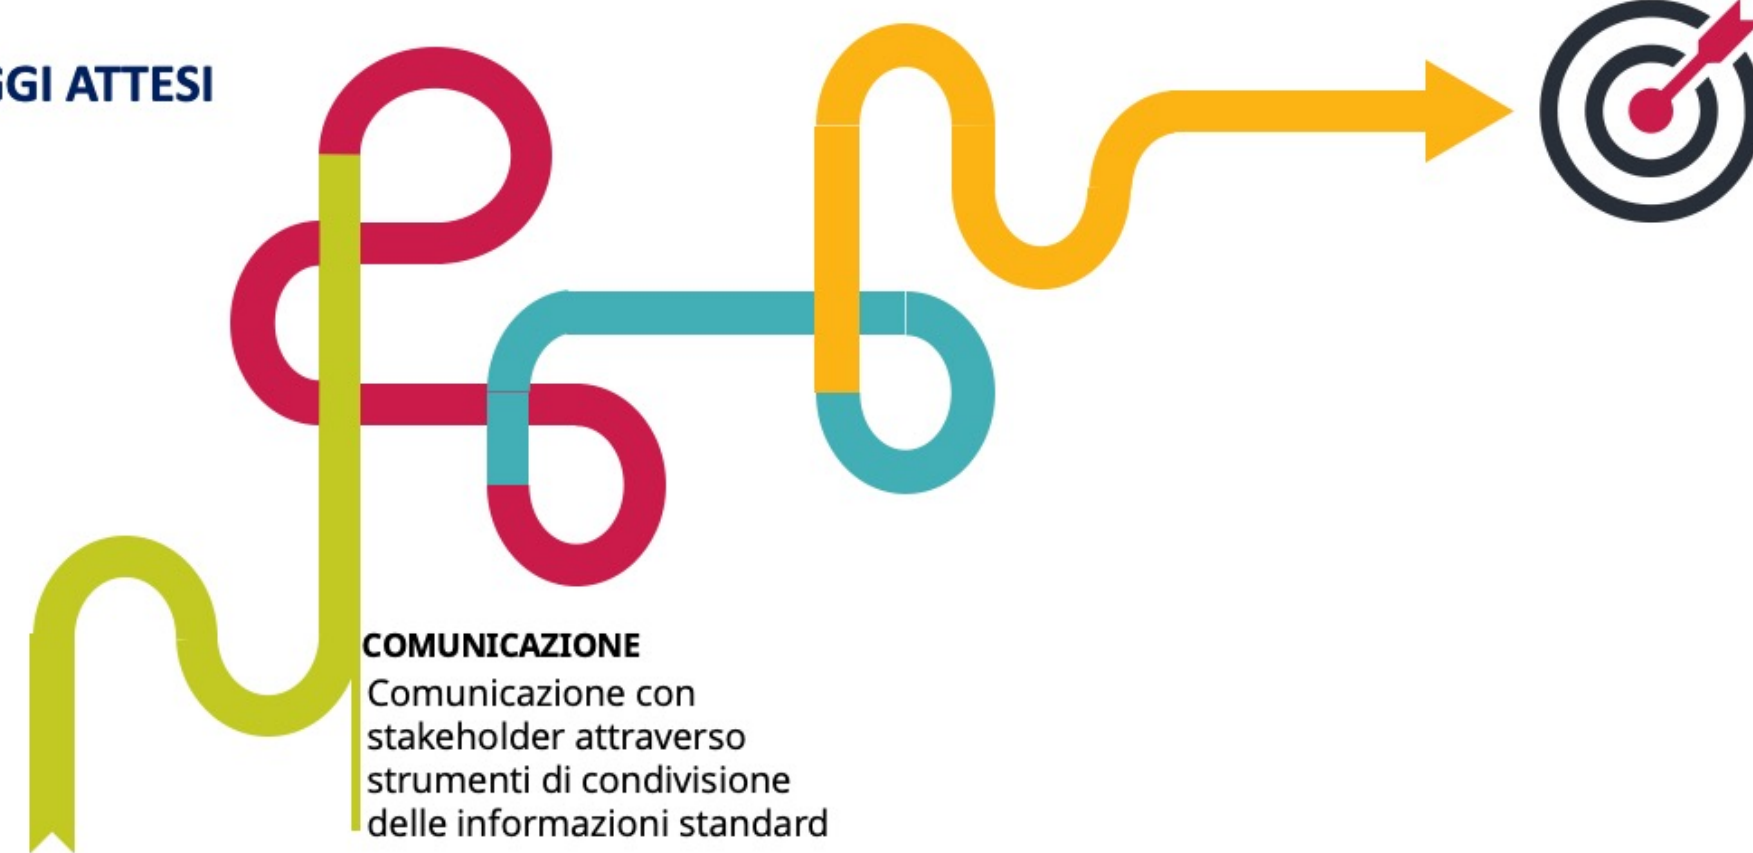 GGI ATTESI
COMUNICAZIONE
Comunicazione con
stakeholder attraverso
strumenti di condivisione
delle informazioni standard